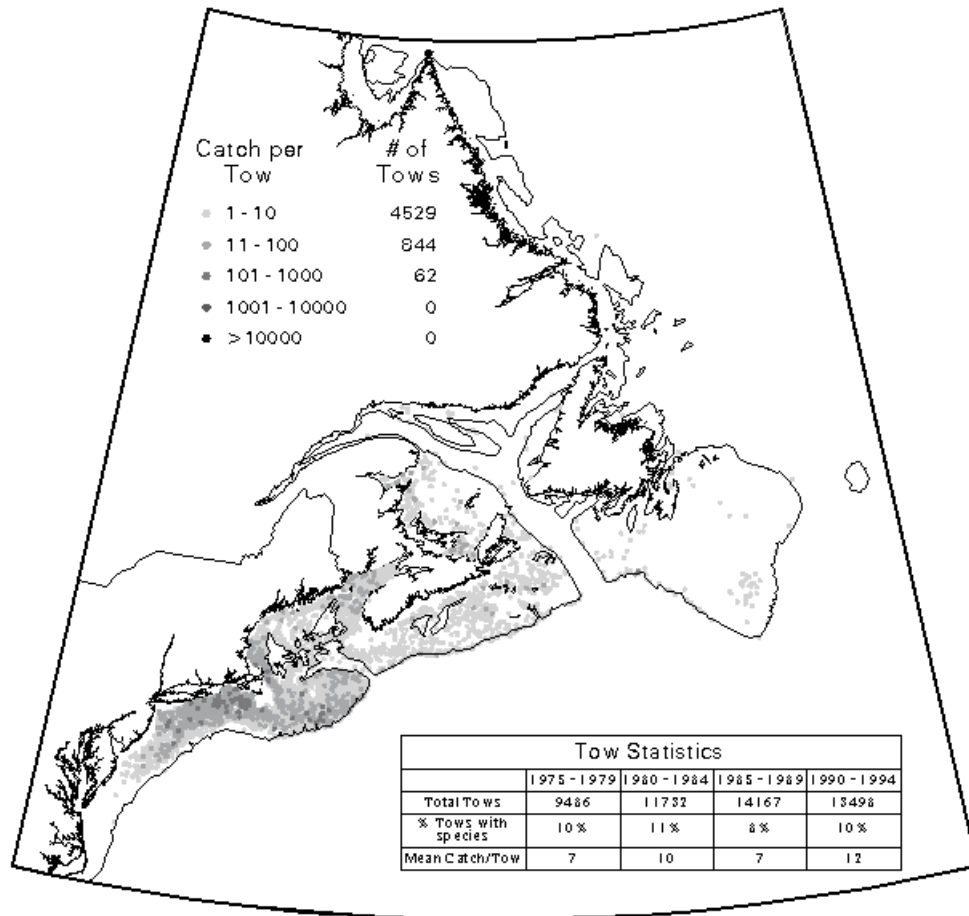 Catch per Tow # of Tows
1 - 10 4529
11 - 100 844
101 - 1000 62
1001 - 10000 0
>10000 0
Tow Statistics
1975 - 1979 1980 - 1984 1985 - 1989 1990 - 1994
Total Tows 9486 11732 14167 13498
% Tows with species 10% 11% 8% 10%
Mean Catch/Tow 7 10 7 12